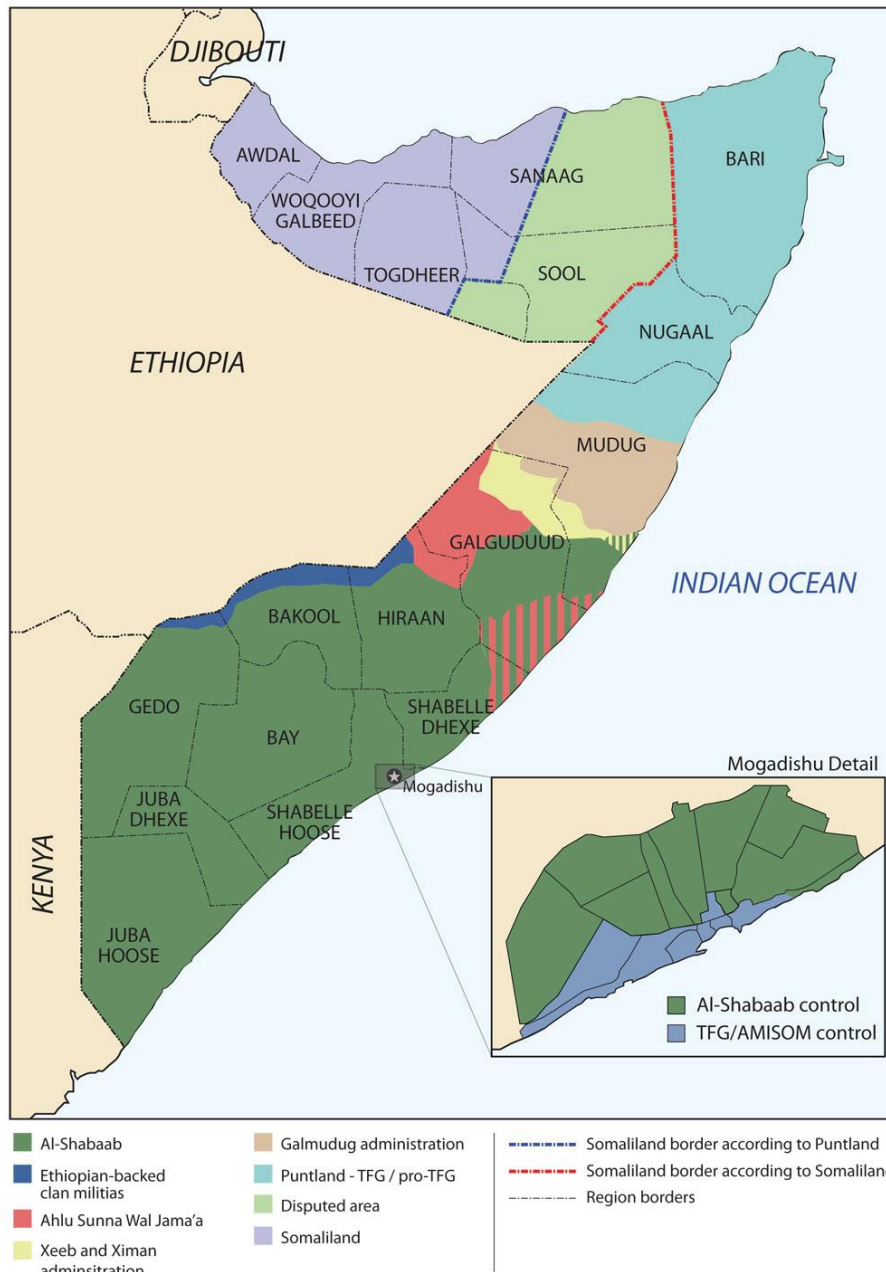 DJIBOUTI
AWDAL
WOQOOYI
GALBEED
TOGDHEER
SANAAG
SOOL
BARI
NUGAAL
ETHIOPIA
MUDUG
GALGUDUUD
INDIAN OCEAN
BAKOOL
HIRAAN
GEDO
BAY
SHABELLE
DHEXE
Mogadishu
JUBA
DHEXE
SHABELLE
HOOSE
KENYA
JUBA
HOOSE
Mogadishu Detail
Al-Shabaab control
TFG/AMISOM control
Al-Shabaab
Ethiopian-backed
clan militias
Ahlu Sunna Wal Jama’a
Xeeb and Ximan
adminsitration
Galmudug administration
Puntland - TFG / pro-TFG
Disputed area
Somaliland
Somaliland border according to Puntland
Somaliland border according to Somalilan
Region borders